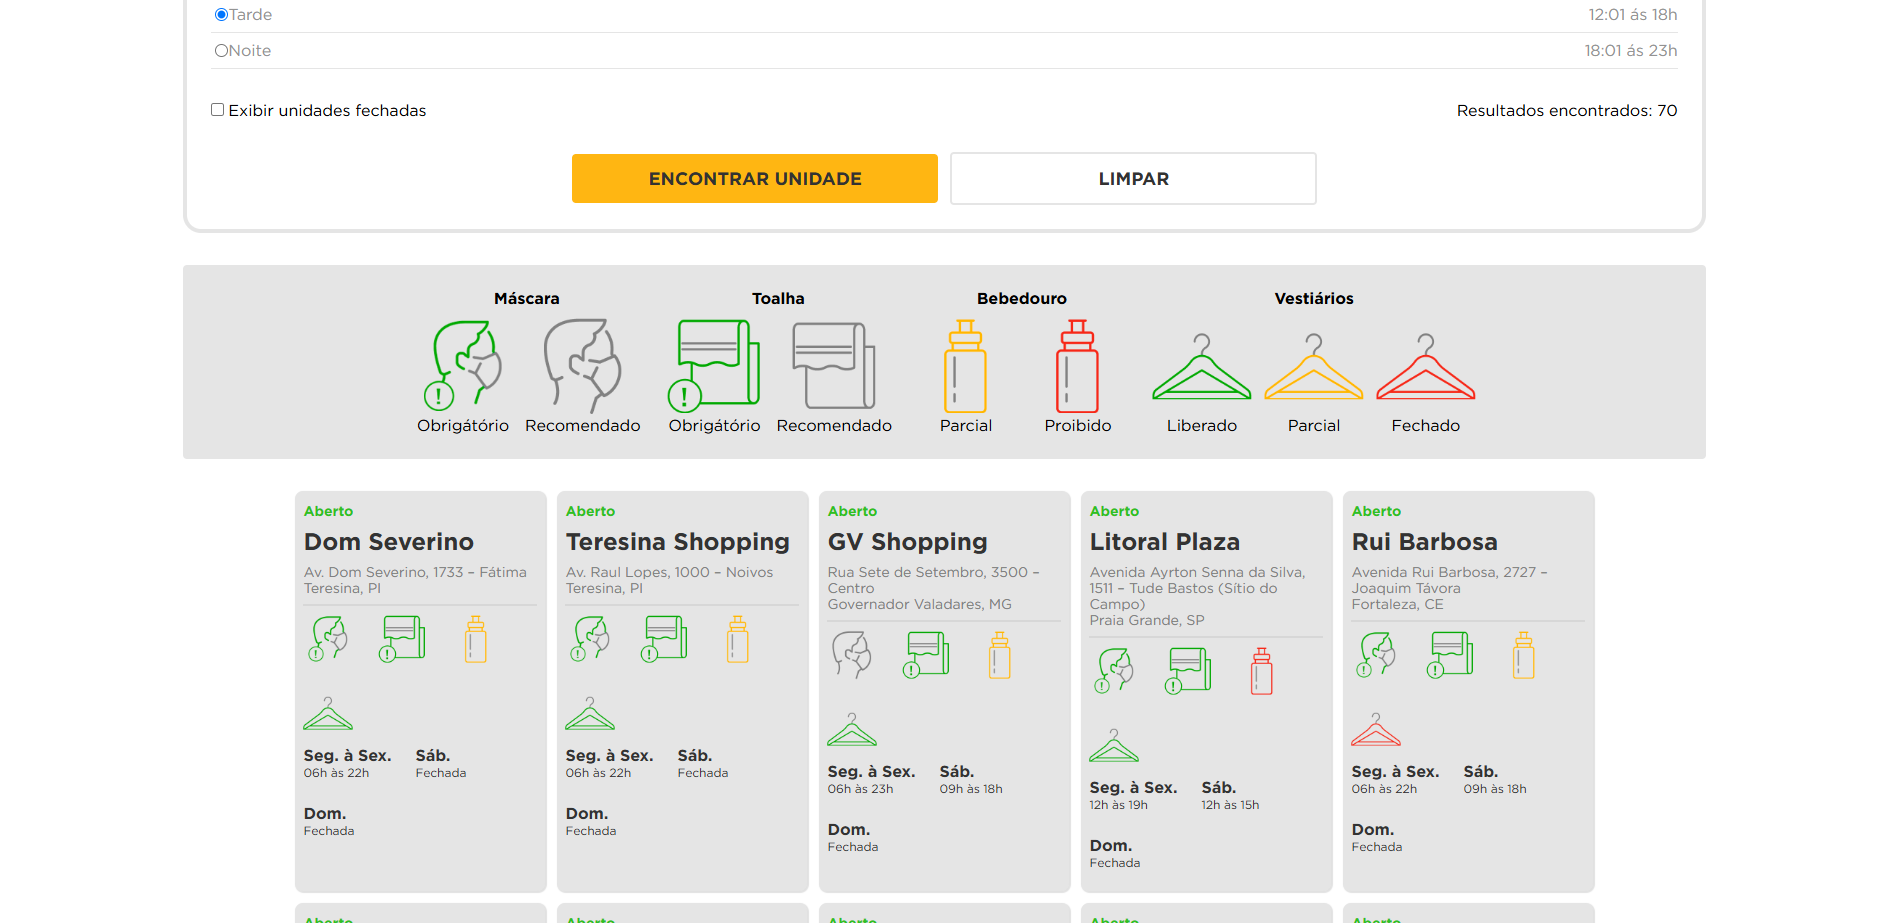 Tarde 12:01 ás 18h
Noite 18:01 ás 23h
Exibir unidades fechadas Resultados encontrados: 70
ENCONTRAR UNIDADE LIMPAR
Máscara Toalha Bebedouro Vestiários
Obrigátório Recomendado Obrigátório Recomendado Parcial Proibido Liberado Parcial Fechado
Aberto
Dom Severino
Av. Dom Severino, 1733 – Fátima
Teresina, PI
Seg. à Sex. Sáb.
06h às 22h Fechada
Dom.
Fechada
Aberto
Teresina Shopping
Av. Raul Lopes, 1000 – Noivos
Teresina, PI
Seg. à Sex. Sáb.
06h às 22h Fechada
Dom.
Fechada
Aberto
GV Shopping
Rua Sete de Setembro, 3500 –
Centro
Governador Valadares, MG
Seg. à Sex. Sáb.
06h às 23h 09h às 18h
Dom.
Fechada
Aberto
Litoral Plaza
Avenida Ayrton Senna da Silva,
1511 – Tude Bastos (Sítio do
Campo)
Praia Grande, SP
Seg. à Sex. Sáb.
12h às 19h 12h às 15h
Dom.
Fechada
Aberto
Rui Barbosa
Avenida Rui Barbosa, 2727 –
Joaquim Távora
Fortaleza, CE
Seg. à Sex. Sáb.
06h às 22h 09h às 18h
Dom.
Fechada
Aberto Aberto Aberto Aberto Aberto